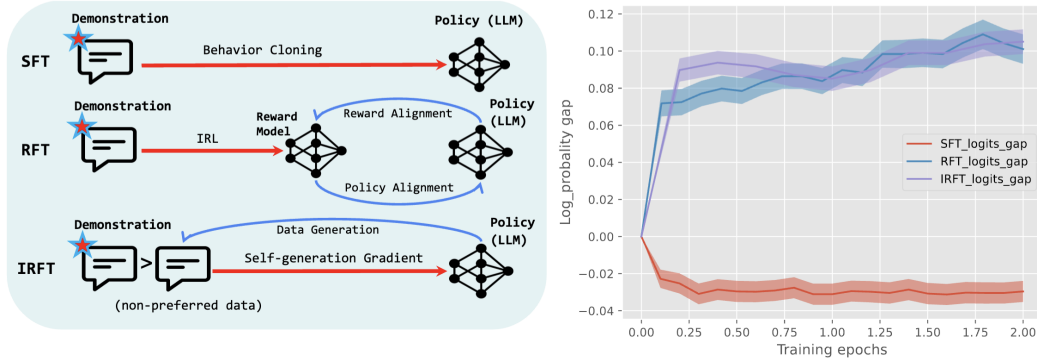 Demonstration
Policy (LLM)
SFT
Behavior Cloning
Demonstration
Policy
(LLM)
RFT
IRL
Reward
Model
Reward Alignment
Policy Alignment
Demonstration
Policy
(LLM)
Data Generation
IRFT
>
Self-generation Gradient
(non-preferred data)
Log_probality gap
0.12
0.10
0.08
0.06
0.04
0.02
0.00
−0.02
−0.04
SFT_logits_gap
RFT_logits_gap
IRFT_logits_gap
0.00 0.25 0.50 0.75 1.00 1.25 1.50 1.75 2.00
Training epochs